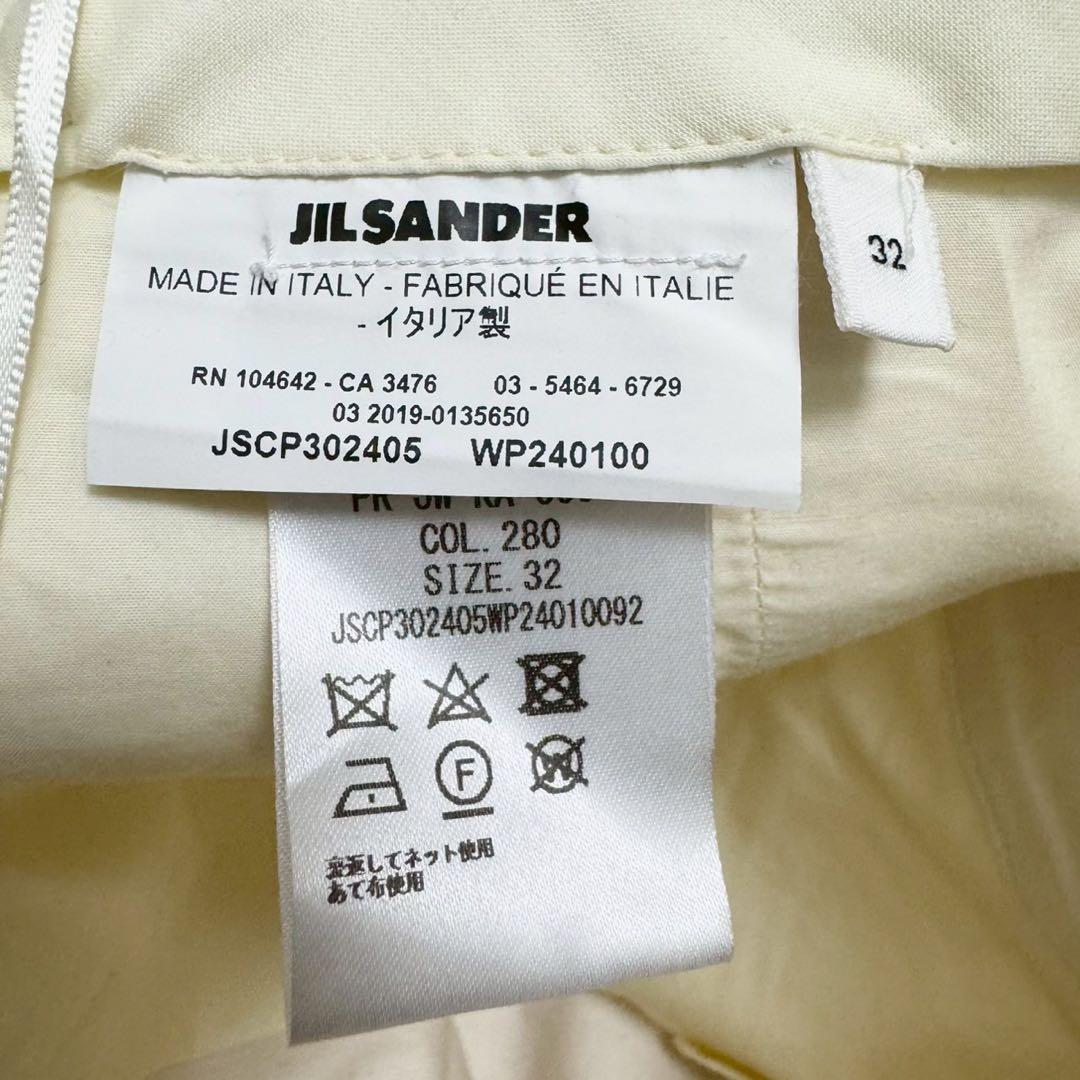 JIL SANDER
32
MADE IN ITALY - FABRIQUÉ EN ITALIE
- イタリア製
RN 104642 - CA 3476 03 - 5464 - 6729
03 2019-0135650
JSCP302405 WP240100
COL. 280
SIZE. 32
JSCP302405WP24010092
F
W
裏返してネット使用
あて布使用